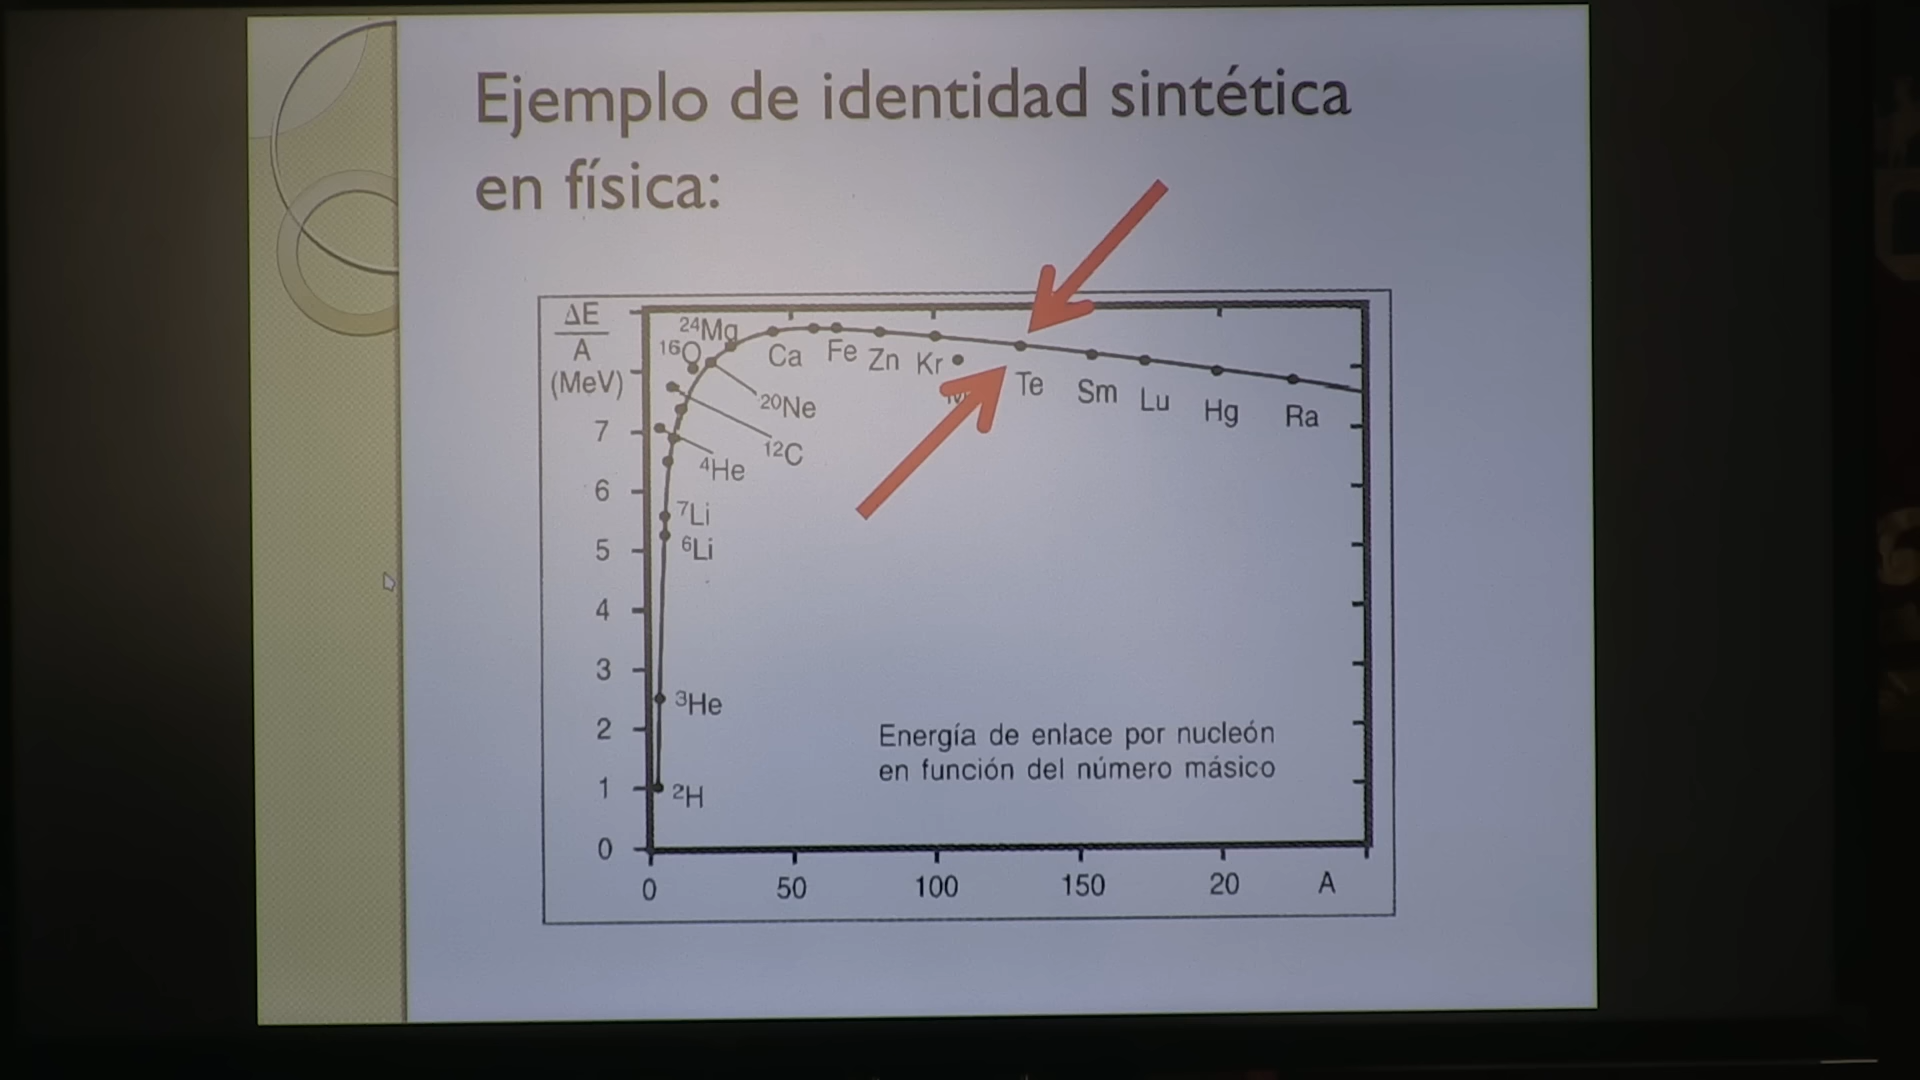 Ejemplo de identidad sintética
en física:
ΔE
A
(MeV)
7
6
5
4
3
2
1
0
0
50
100
150
20
A
²⁴Mg
¹⁶O
Ca
Fe
Zn
Kr
Te
Sm
Lu
Hg
Ra
²⁰Ne
¹²C
⁴He
⁷Li
⁶Li
³He
²H
Energía de enlace por nucleón
en función del número másico